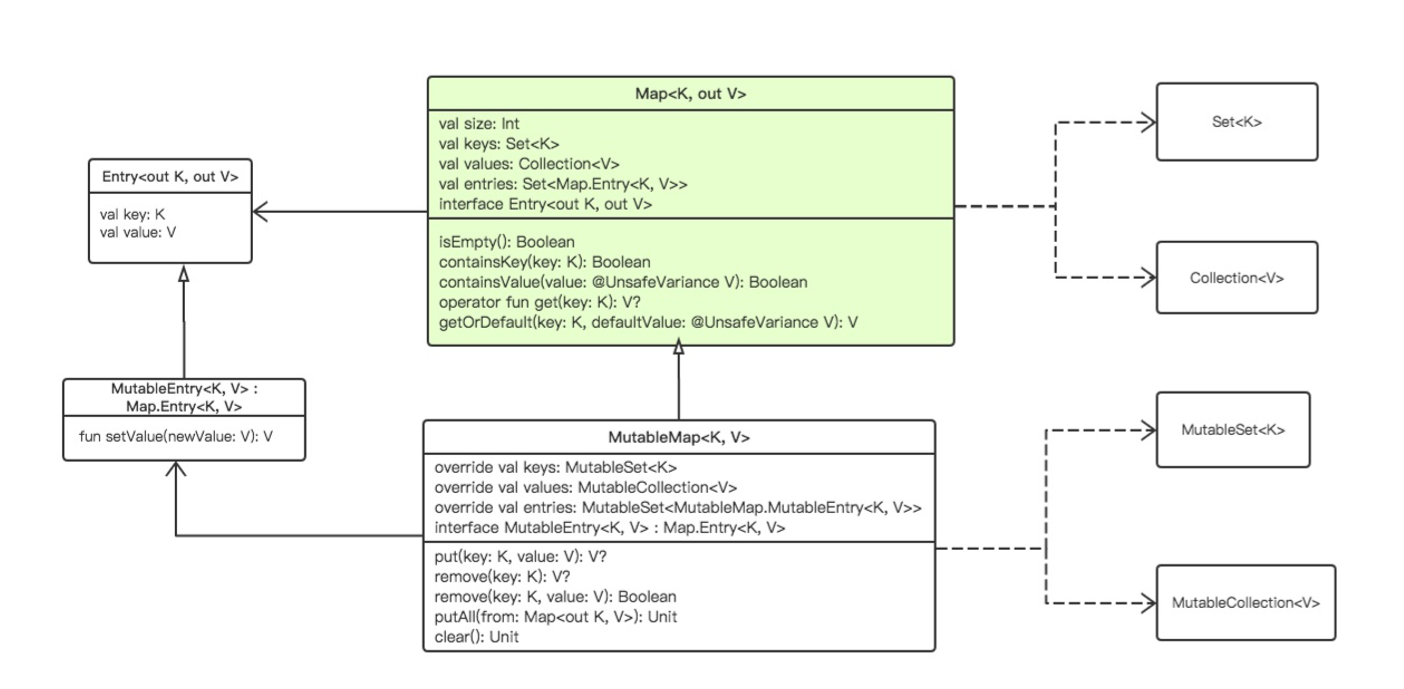 Map<K, out V>
val size: Int
val keys: Set<K>
val values: Collection<V>
val entries: Set<Map.Entry<K, V>>
interface Entry<out K, out V>
isEmpty(): Boolean
containsKey(key: K): Boolean
containsValue(value: @UnsafeVariance V): Boolean
operator fun get(key: K): V?
getOrDefault(key: K, defaultValue: @UnsafeVariance V): V
Set<K>
Collection<V>
Entry<out K, out V>
val key: K
val value: V
MutableEntry<K, V> :
Map.Entry<K, V>
fun setValue(newValue: V): V
MutableMap<K, V>
override val keys: MutableSet<K>
override val values: MutableCollection<V>
override val entries: MutableSet<MutableMap.MutableEntry<K, V>>
interface MutableEntry<K, V> : Map.Entry<K, V>
put(key: K, value: V): V?
remove(key: K): V?
remove(key: K, value: V): Boolean
putAll(from: Map<out K, V>): Unit
clear(): Unit
MutableSet<K>
MutableCollection<V>